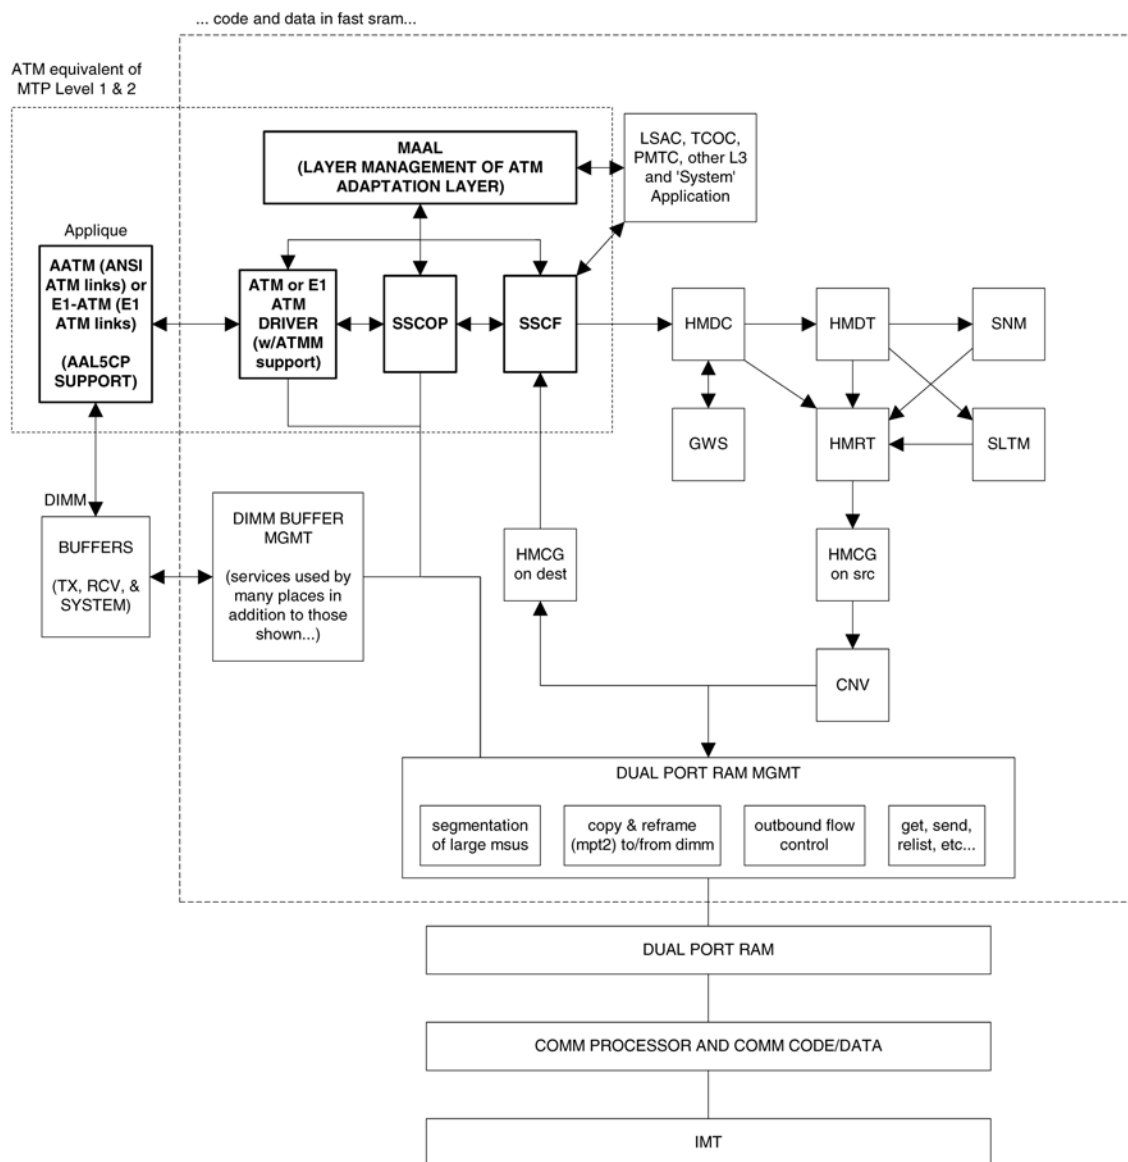 ... code and data in fast sram...
ATM equivalent of
MTP Level 1 & 2
MAAL
(LAYER MANAGEMENT OF ATM
ADAPTATION LAYER)
LSAC, TCOC,
PMTC, other L3
and 'System'
Application
Applique
AATM (ANSI
ATM links) or
E1-ATM (E1
ATM links)
(AAL5CP
SUPPORT)
ATM or E1
ATM
DRIVER
(w/ATMM
support)
SSCOP
SSCF
HMDC
HMDT
SNM
GWS
HMRT
SLTM
DIMM
BUFFERS
(TX, RCV, &
SYSTEM)
DIMM BUFFER
MGMT
(services used by
many places in
addition to those
shown...)
HMCG
on dest
HMCG
on src
CNV
DUAL PORT RAM MGMT
segmentation
of large msus
copy & reframe
(mpt2) to/from dimm
outbound flow
control
get, send,
relist, etc...
DUAL PORT RAM
COMM PROCESSOR AND COMM CODE/DATA
IMT